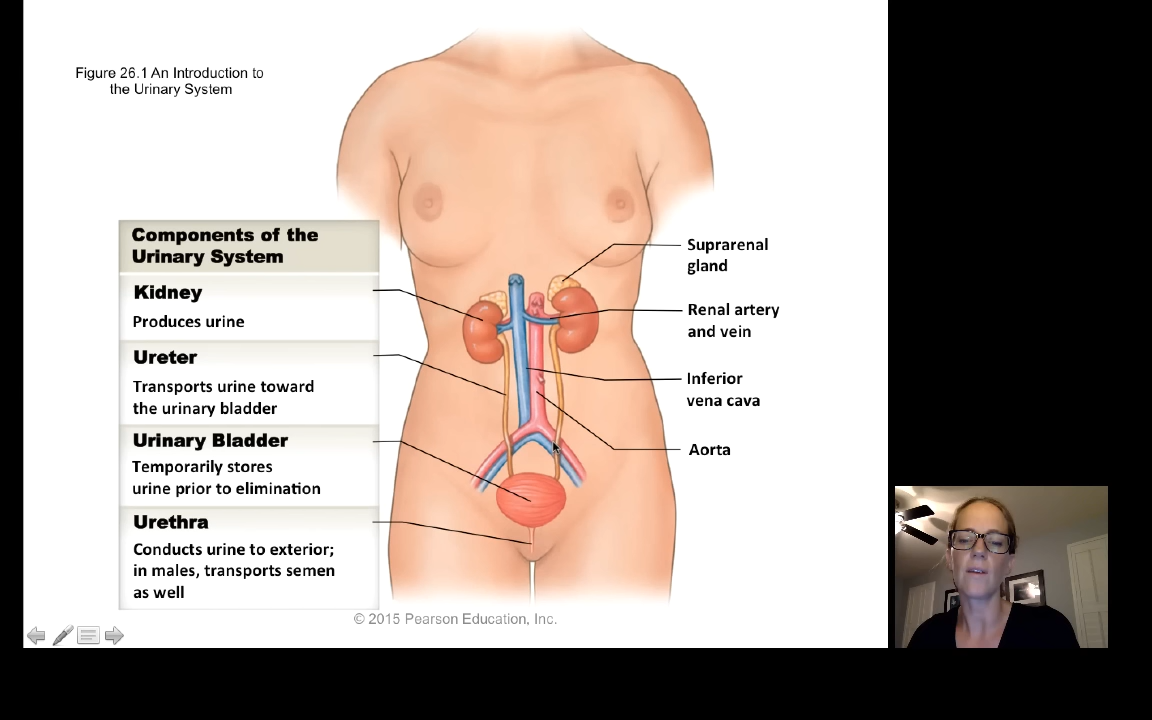 Figure 26.1 An Introduction to
the Urinary System
Components of the
Urinary System
Kidney
Produces urine
Ureter
Transports urine toward
the urinary bladder
Urinary Bladder
Temporarily stores
urine prior to elimination
Urethra
Conducts urine to exterior;
in males, transports semen
as well
Suprarenal
gland
Renal artery
and vein
Inferior
vena cava
Aorta
© 2015 Pearson Education, Inc.